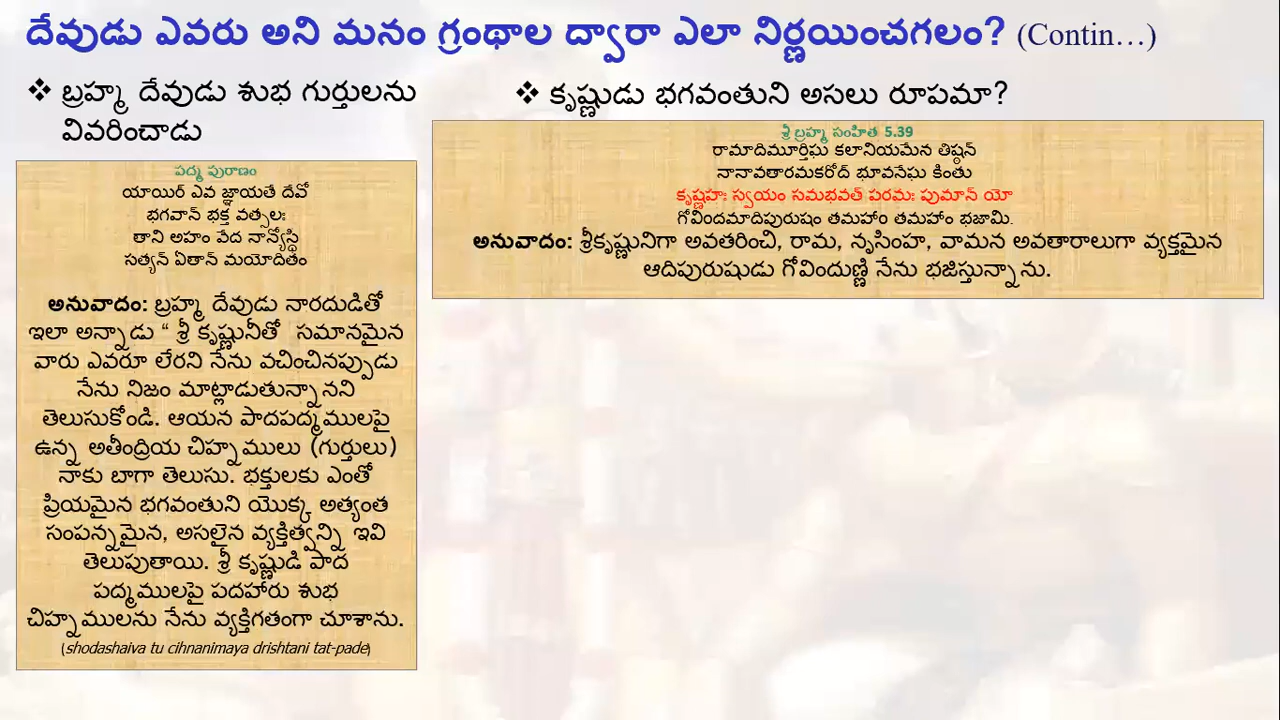 దేవుడు ఎవరు అని మనం గ్రంథాల ద్వారా ఎలా నిర్ణయించగలం? (Contin…)
❖ బ్రహ్మ దేవుడు శుభ గుర్తులను
వివరించాడు
పద్మ పురాణం
యాయిర్ ఎవ జ్ఞాయతే దేవో
భగవాన్ భక్త వత్సలః
తాని అహం వేద నాన్యోస్థి
సత్యన్ ఏతాన్ మయోదితం
అనువాదం: బ్రహ్మ దేవుడు నారదుడితో
ఇలా అన్నాడు “ శ్రీ కృష్ణునితో సమానమైన
వారు ఎవరూ లేరని నేను వచించినప్పుడు
నేను నిజం మాట్లాడుతున్నానని
తెలుసుకోండి. ఆయన పాదపద్మములపై
ఉన్న అతీంద్రియ చిహ్నములు (గుర్తులు)
నాకు బాగా తెలుసు. భక్తులకు ఎంతో
ప్రియమైన భగవంతుని యొక్క అత్యంత
సంపన్నమైన, అసలైన వ్యక్తిత్వాన్ని ఇవి
తెలుపుతాయి. శ్రీ కృష్ణుడి పాద
పద్మములపై పదహారు శుభ
చిహ్నములను నేను వ్యక్తిగతంగా చూశాను.
(shodashaiva tu cihnanimaya drishtani tat-pade)
❖ కృష్ణుడు భగవంతుని అసలు రూపమా?
శ్రీ బ్రహ్మ సంహిత 5.39
రామాదిమూర్తిషు కలానియమేన తిష్ఠన్
నానావతారమకరోద్ భూవనేషు కింతు
కృష్ణహః స్వయం సమభవత్ పరమః పుమాన్ యో
గోవిందమాదిపురుషం తమహాం తమహాం భజామి.
అనువాదం: శ్రీకృష్ణునిగా అవతరించి, రామ, నృసింహ, వామన అవతారాలుగా వ్యక్తమైన
ఆదిపురుషుడు గోవిందుణ్ణి నేను భజిస్తున్నాను.